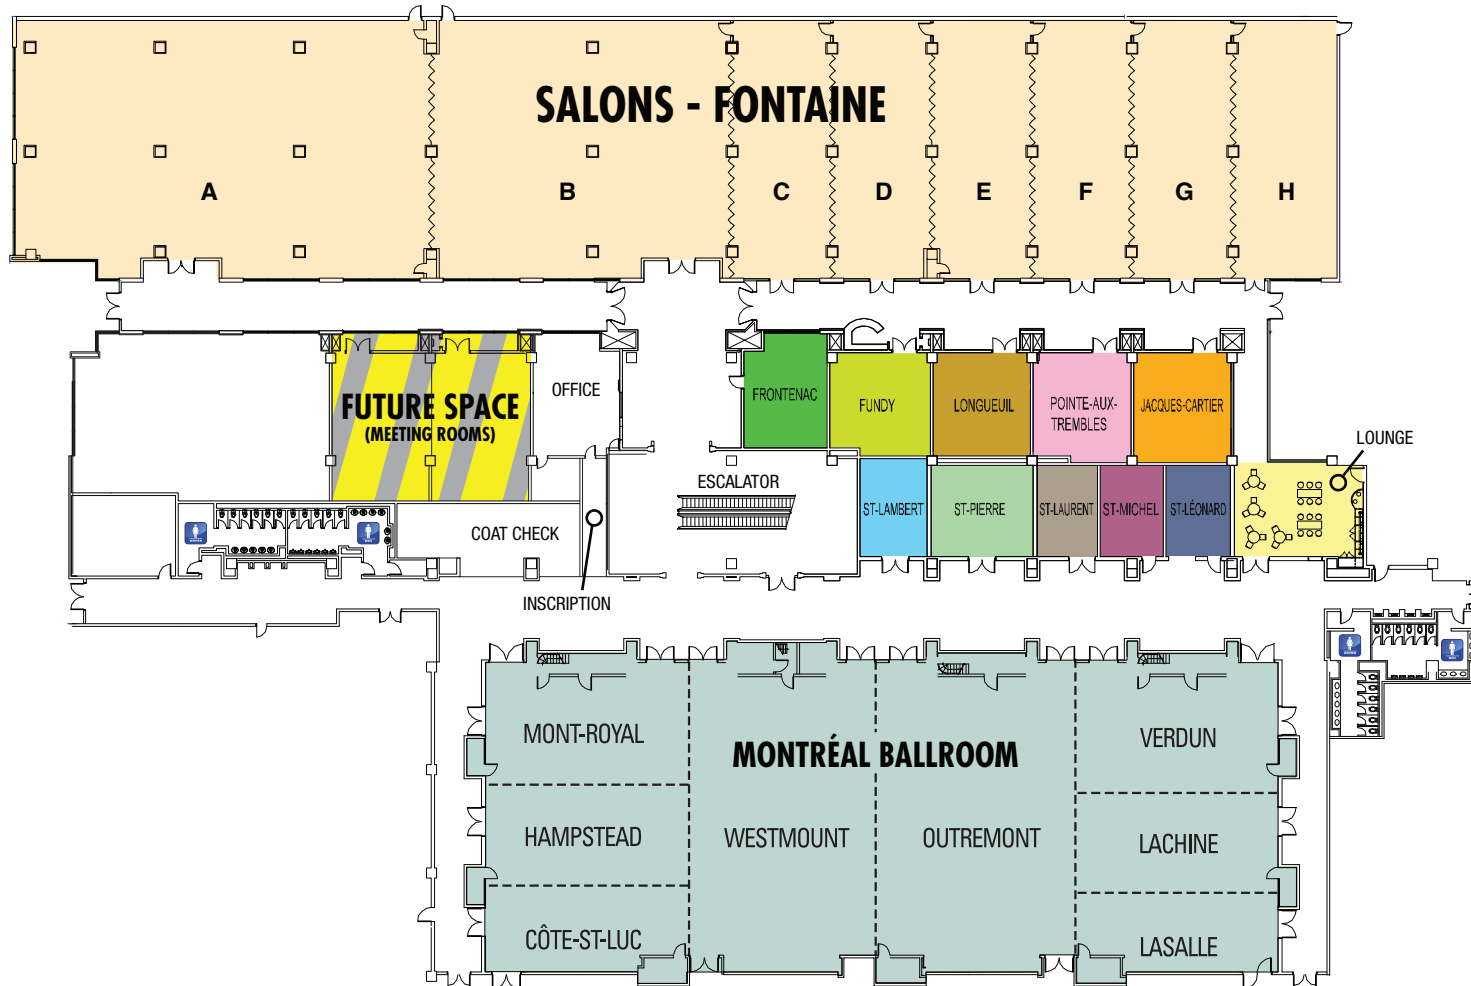 SALONS - FONTAINE
A
B
C
D
E
F
G
H
FUTURE SPACE
(MEETING ROOMS)
OFFICE
FRONTENAC
FUNDY
LONGUEUIL
POINTE-AUX-
TREMBLES
JACQUES-CARTIER
LOUNGE
ESCALATOR
ST-LAMBERT
ST-PIERRE
ST-LAURENT
ST-MICHEL
ST-LÉONARD
COAT CHECK
INSCRIPTION
MONT-ROYAL
VERDUN
MONTRÉAL BALLROOM
HAMPSTEAD
WESTMOUNT
OUTREMONT
LACHINE
CÔTE-ST-LUC
LASALLE